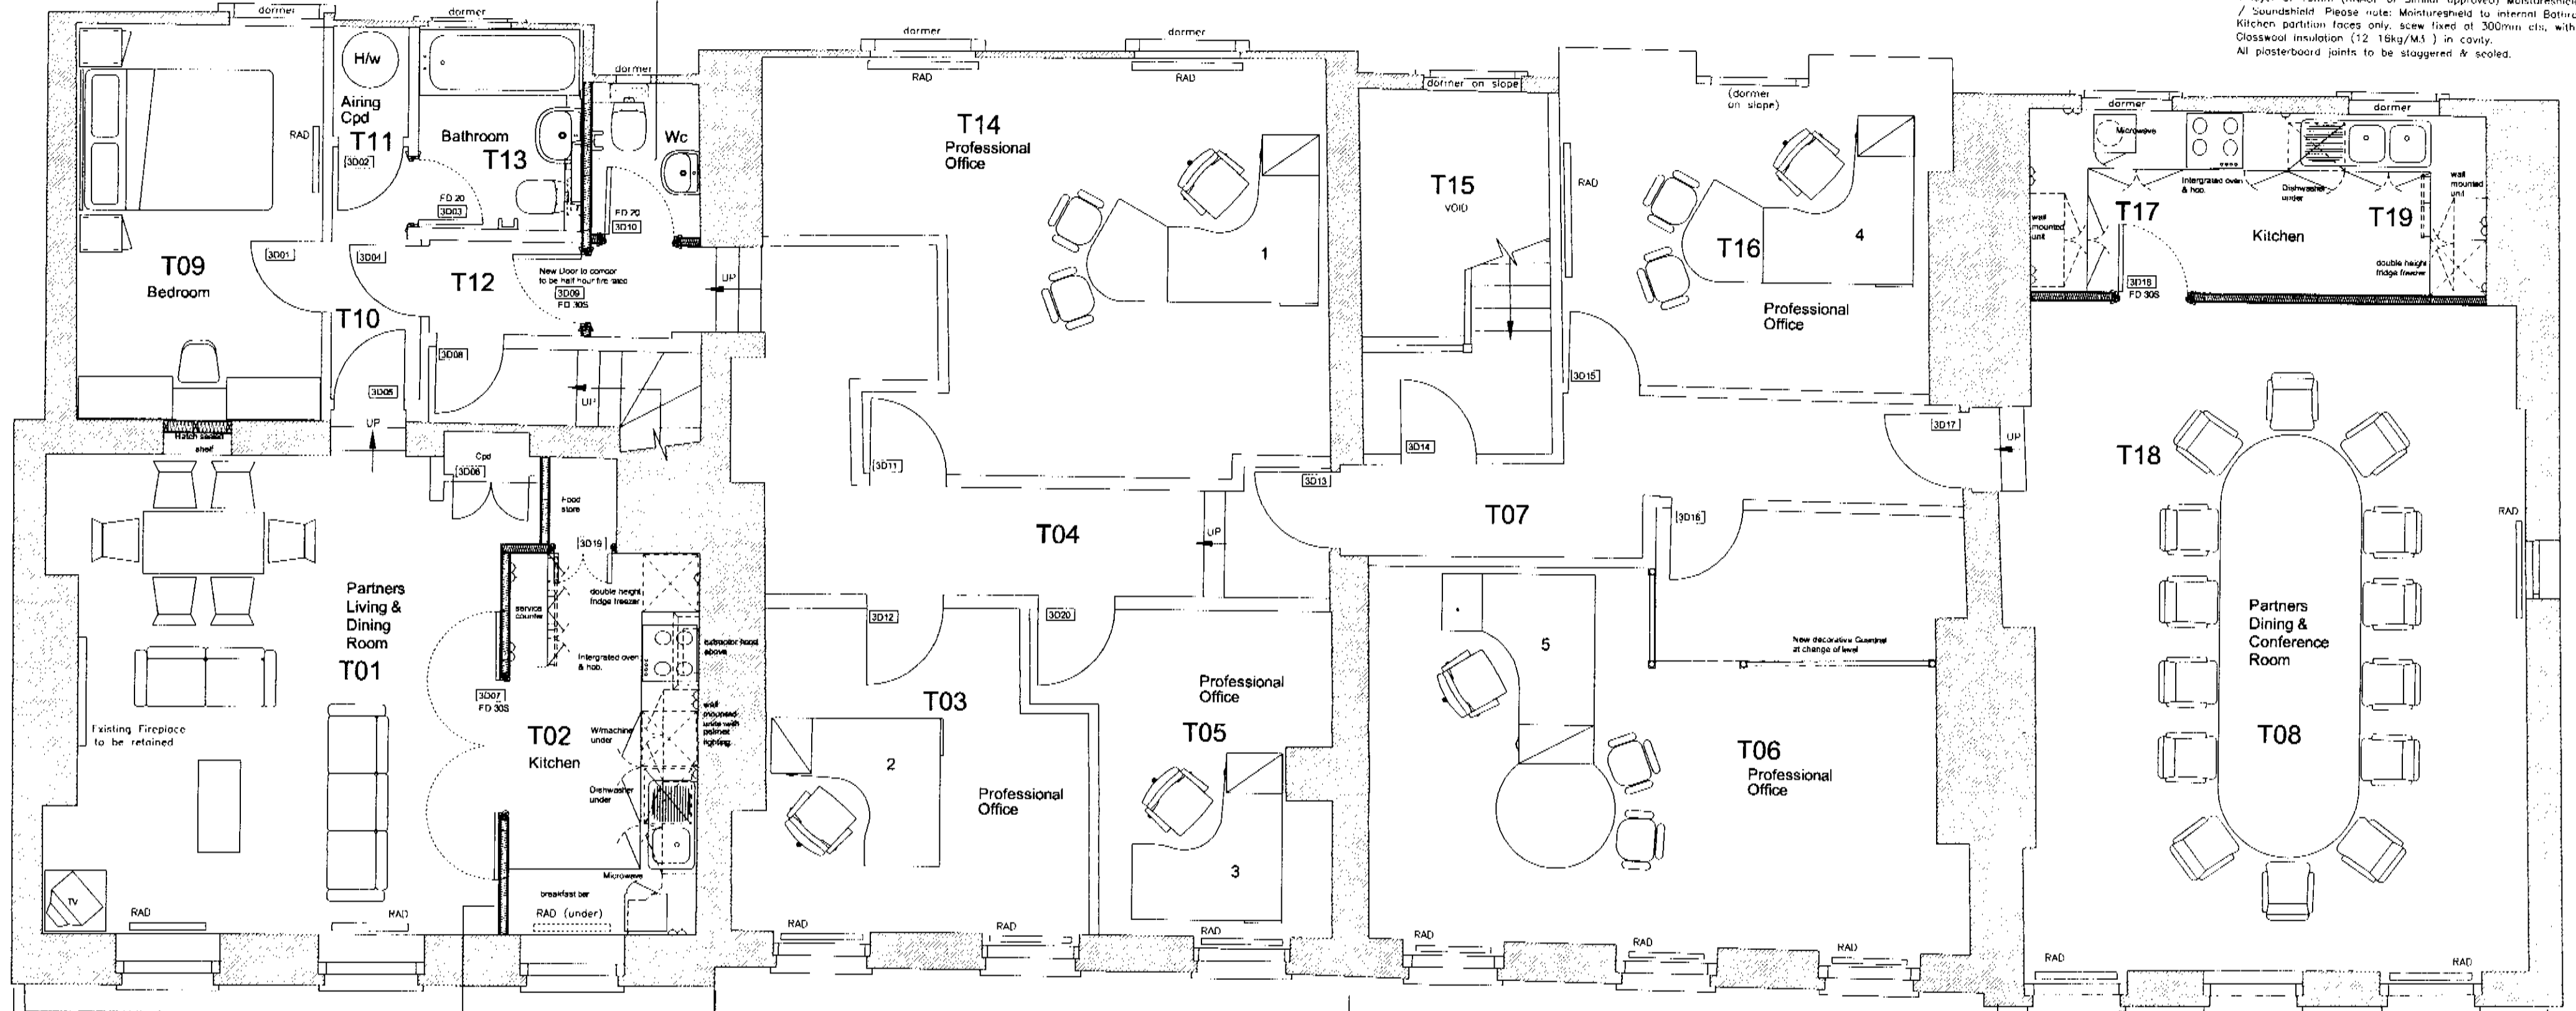 / Soundshield Please note: Moistureshield to internal
Kitchen partition faces only, scew fixed at 300mm cts, with
Glosswool Insulation (12 16kg/M3 ) in cavity.
All plasterboard joints to be staggered & sealed.
dormer
dormer
dormer
dormer
dormer
dormer on slope
(dormer
on slope)
dormer
dormer
H/w
Airing
Cpd
T11
3D02
RAD
Bathroom
T13
FD 20
3D03
Wc
FD 20
3D10
T09
Bedroom
3D01
3D04
T12
New Door to corridor
to be half hour fire rated
3D09
FD 30S
UP
T10
3D08
3D05
UP
UP
RAD
RAD
T14
Professional
Office
1
3D11
T15
VOID
RAD
3D14
3D13
T16
4
Professional
Office
3D15
3D17
UP
Microwave
Intergrated oven
& hob.
Dishwasher
under
wall
mounted
unit
wall
mounted
unit
T17
T19
Kitchen
double height
fridge freezer
3D18
FD 30S
shelf
Cpd
3D06
Food
store
3D19
Partners
Living &
Dining
Room
T01
Existing Fireplace
to be retained
TV
RAD
RAD
service
counter
double height
fridge freezer
Intergrated oven
& hob.
extractor hood
above
3D07
FD 30S
T02
Kitchen
W/machine
under
wall
mounted
units with
pelmet
lighting
Dishwasher
under
Microwave
breakfast bar
RAD (under)
T04
UP
3D12
3D20
T03
2
Professional
Office
RAD
RAD
Professional
Office
T05
3
RAD
T07
3D16
5
New decorative Guardrail
at change of level
T06
Professional
Office
RAD
RAD
RAD
T18
RAD
Partners
Dining &
Conference
Room
T08
RAD
RAD